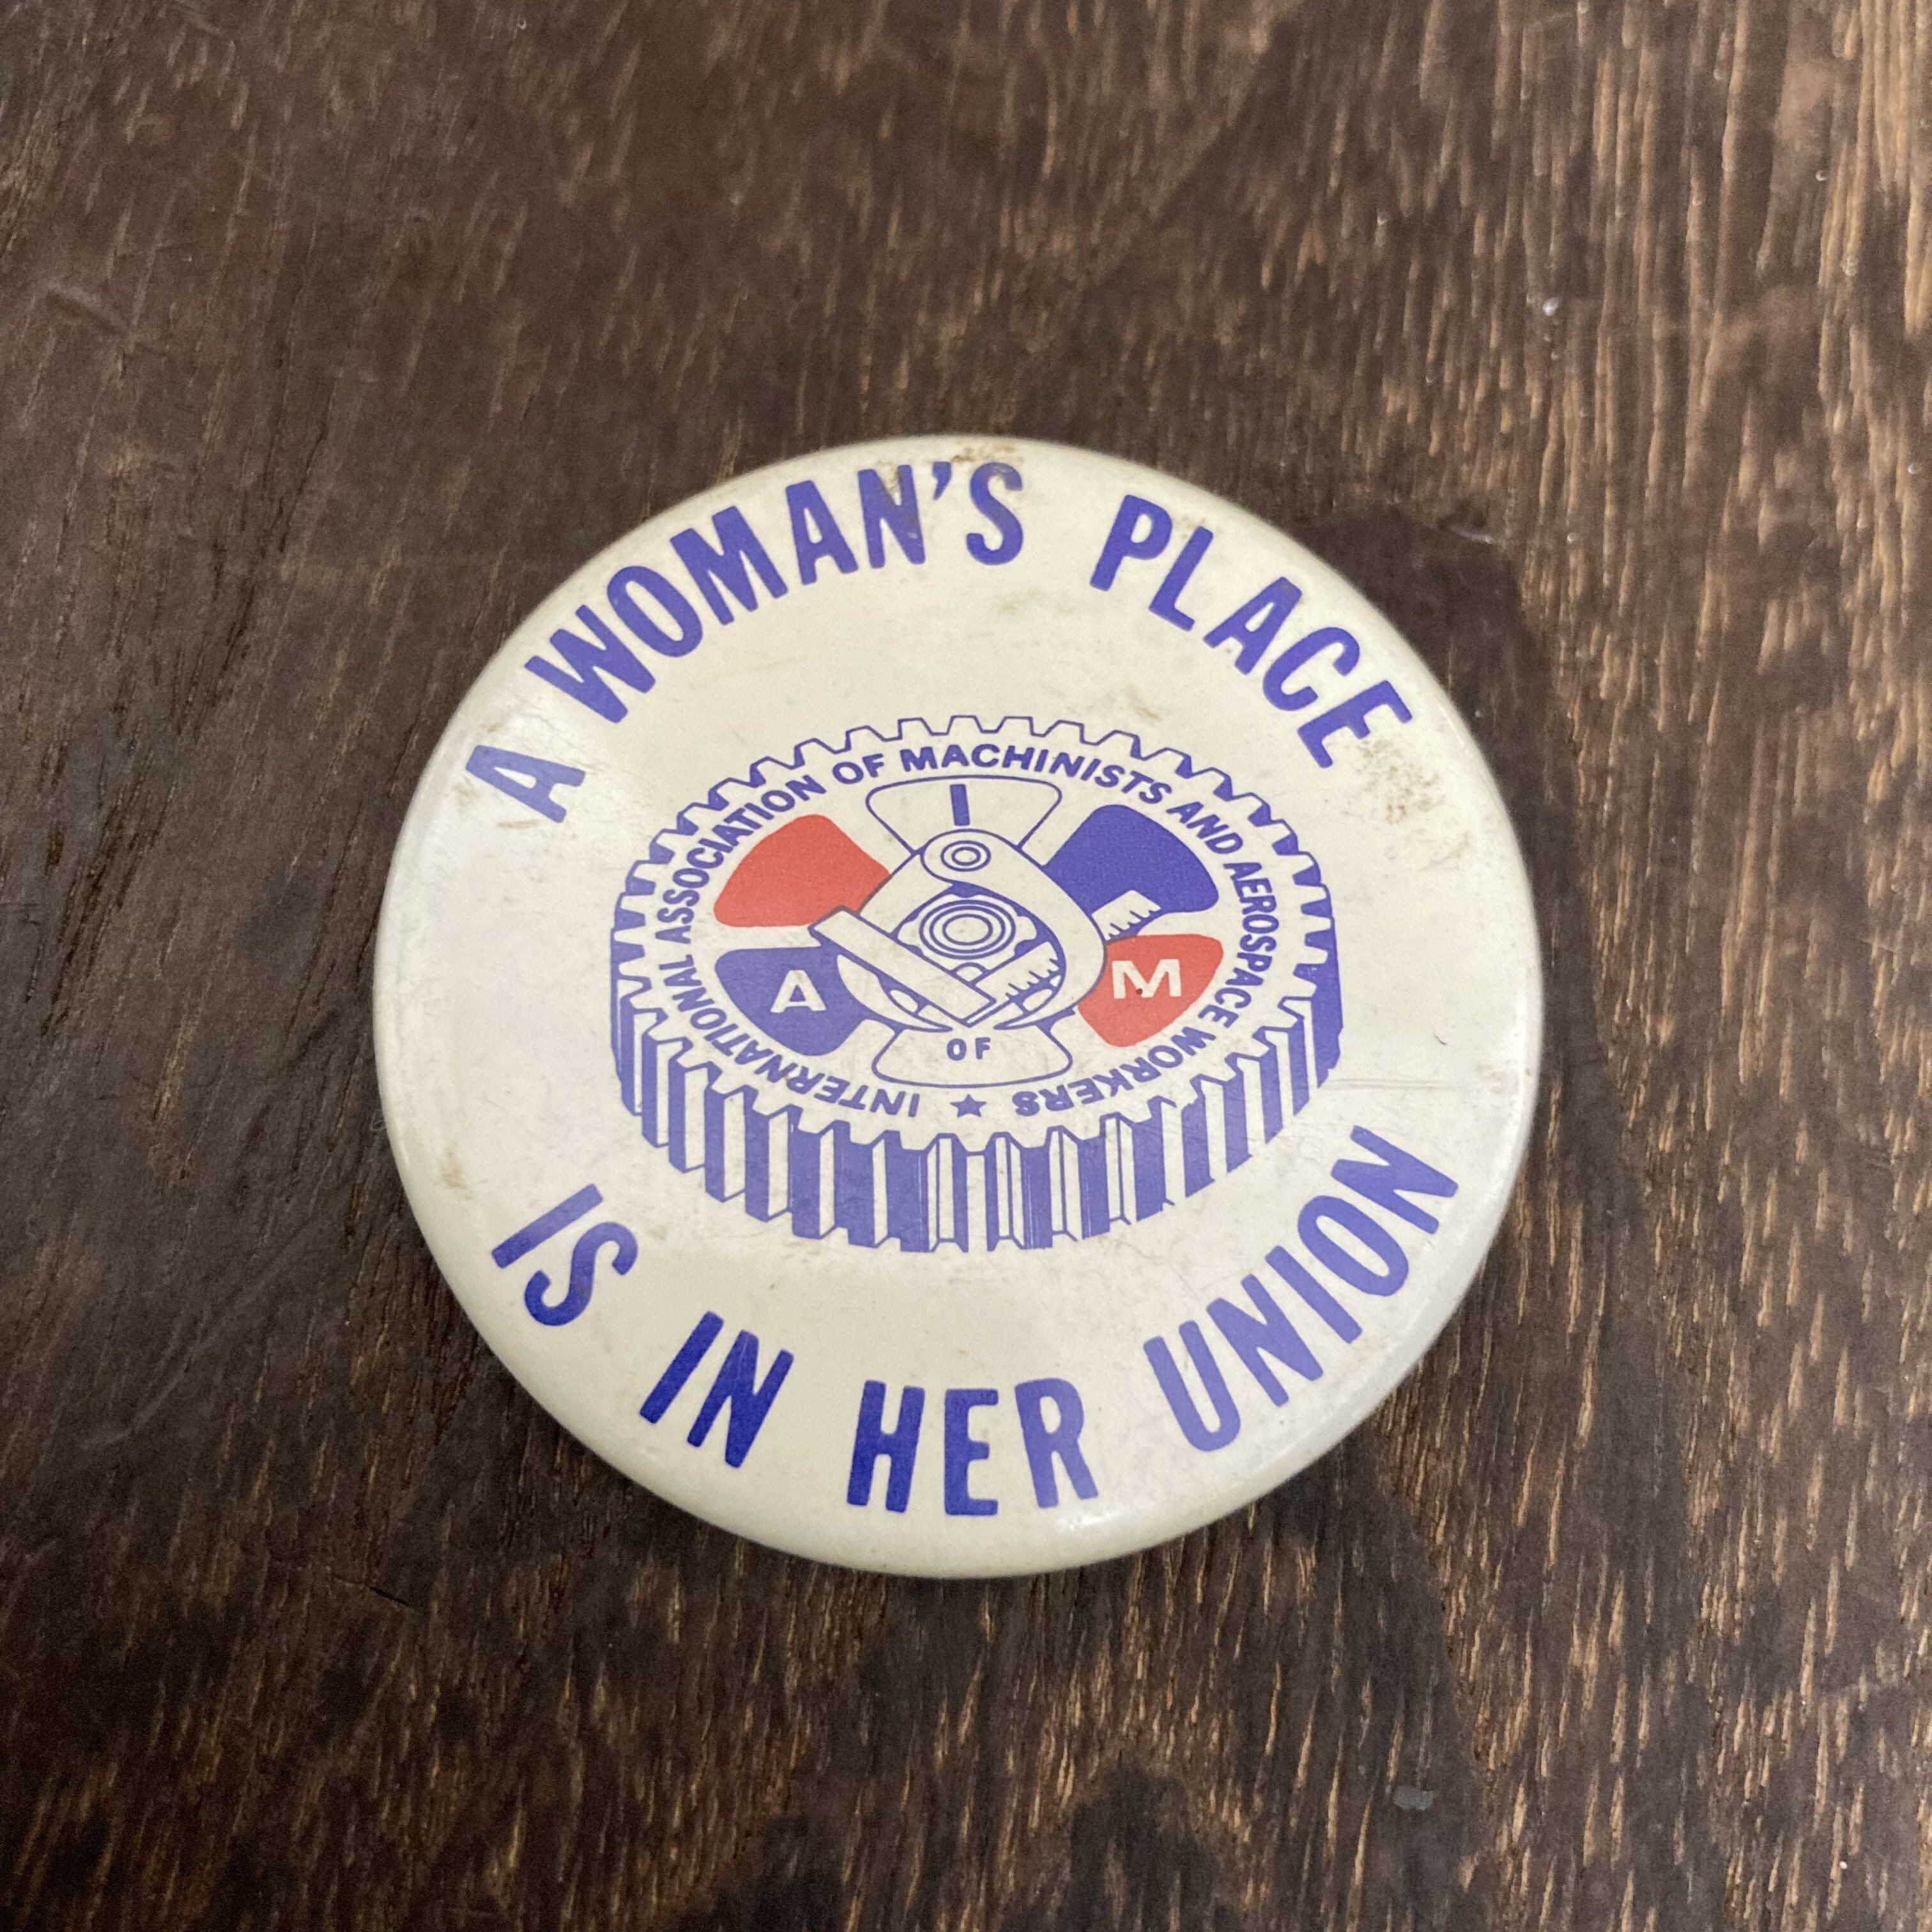 A WOMAN'S PLACE
INTERNATIONAL ASSOCIATION OF MACHINISTS AND AEROSPACE WORKERS ★
I
A M
OF
IS IN HER UNION